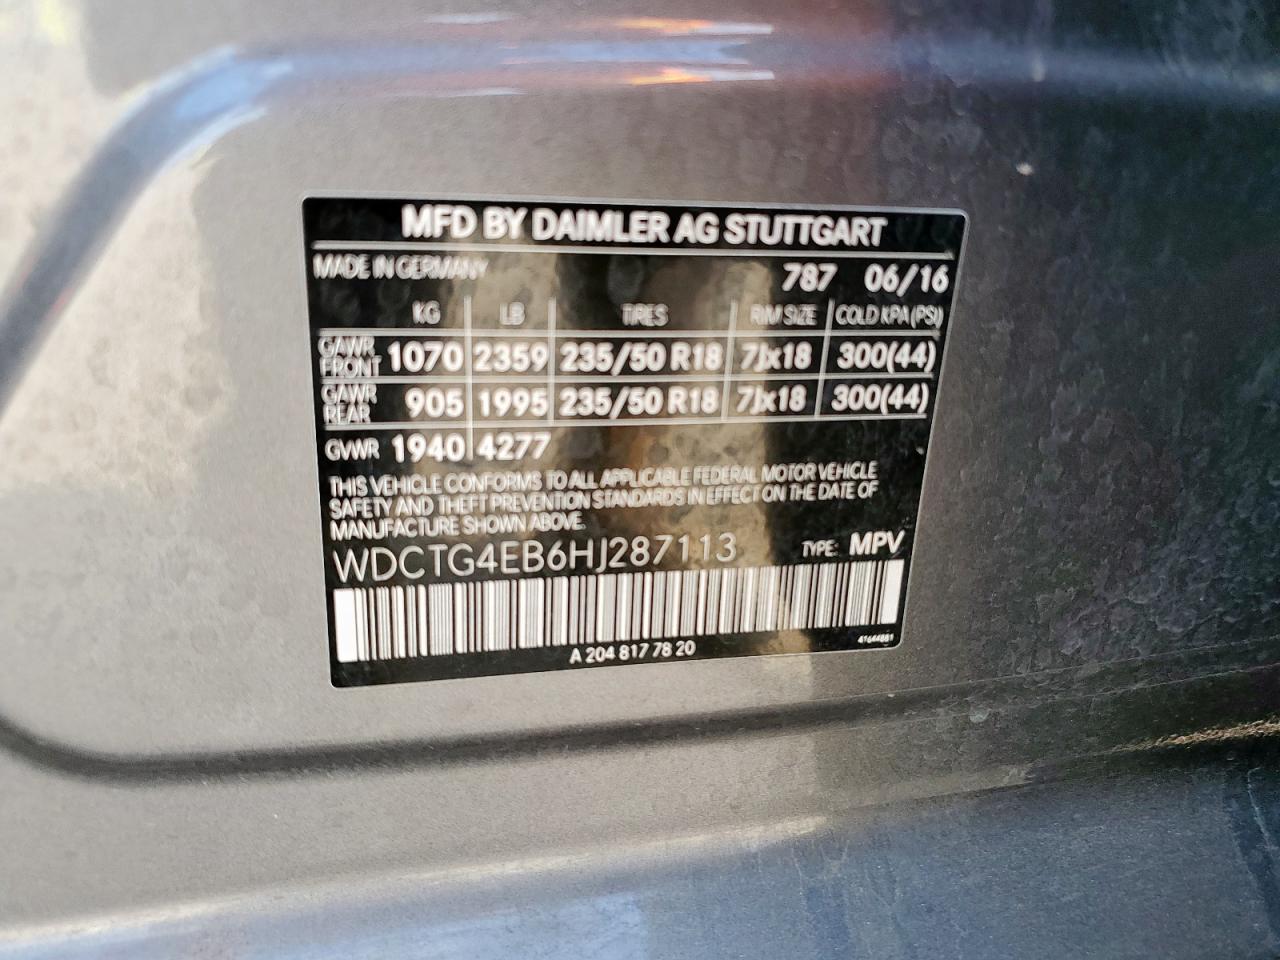 MFD BY DAIMLER AG STUTTGART
MADE IN GERMANY 787 06/16
KG LB TIRES RIM SIZE COLD KPA (PSI)
GAWR FRONT 1070 2359 235/50 R18 7Jx18 300(44)
GAWR REAR 905 1995 235/50 R18 7Jx18 300(44)
GVWR 1940 4277
THIS VEHICLE CONFORMS TO ALL APPLICABLE FEDERAL MOTOR VEHICLE
SAFETY AND THEFT PREVENTION STANDARDS IN EFFECT ON THE DATE OF
MANUFACTURE SHOWN ABOVE.
WDCTG4EB6HJ287113 TYPE: MPV
A 204 817 78 20 41644881